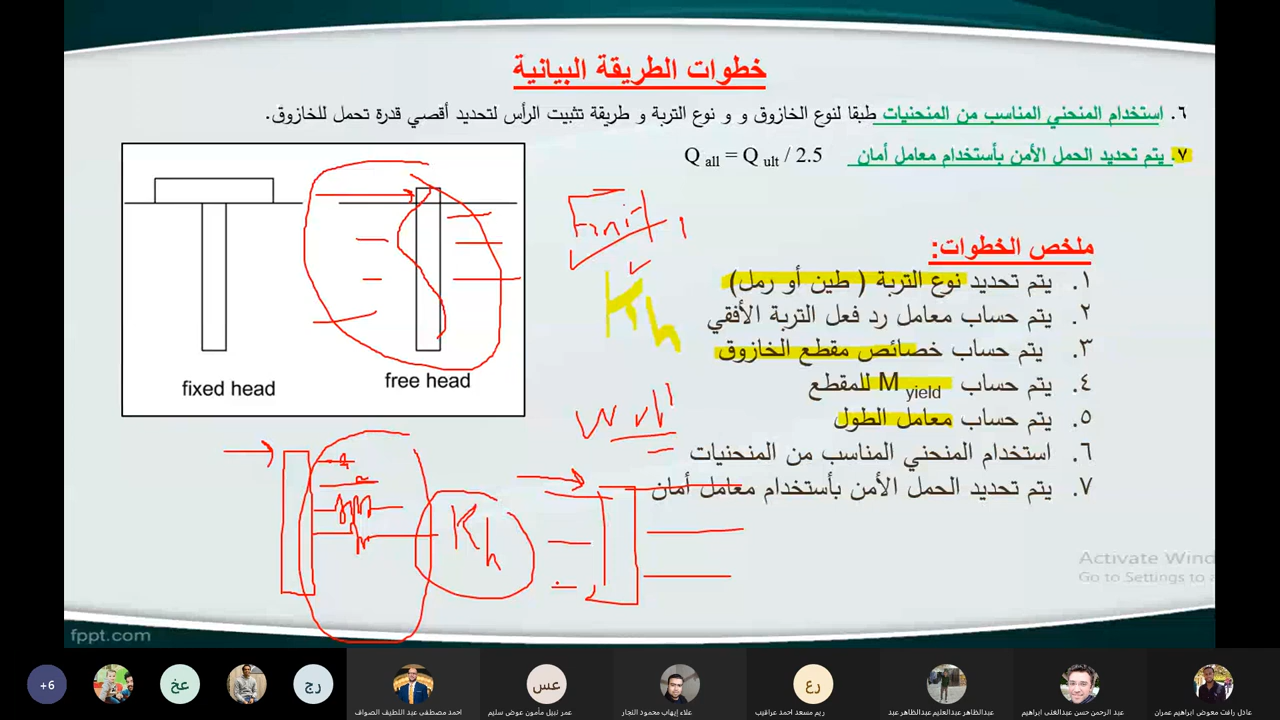 خطوات الطريقة البيانية
٦. استخدام المنحني المناسب من المنحنيات طبقا لنوع الخازوق و و نوع التربة و طريقة تثبيت الرأس لتحديد أقصي قدرة تحمل للخازوق.
٧. يتم تحديد الحمل الأمن بأستخدام معامل أمان Q all = Q ult / 2.5
fixed head
free head
Kh
ملخص الخطوات:
١. يتم تحديد نوع التربة ( طين أو رمل)
٢. يتم حساب معامل رد فعل التربة الأفقي
٣. يتم حساب خصائص مقطع الخازوق
٤. يتم حساب M yield للمقطع
٥. يتم حساب معامل الطول
٦. استخدام المنحني المناسب من المنحنيات
٧. يتم تحديد الحمل الأمن بأستخدام معامل أمان
Kh
Activate Wind
Go to Settings to a
fppt.com
+6
عخ
رج
احمد مصطفى عبد اللطيف الصواف
عس
عمر نبيل مأمون عوض سليم
علاء إيهاب محمود النجار
رع
ريم مسعد احمد عراقيب
عبدالظاهر عبدالعليم عبدالظاهر عبد
عبد الرحمن حسن عبدالغنى ابراهيم
عادل رافت معوض ابراهيم عمران